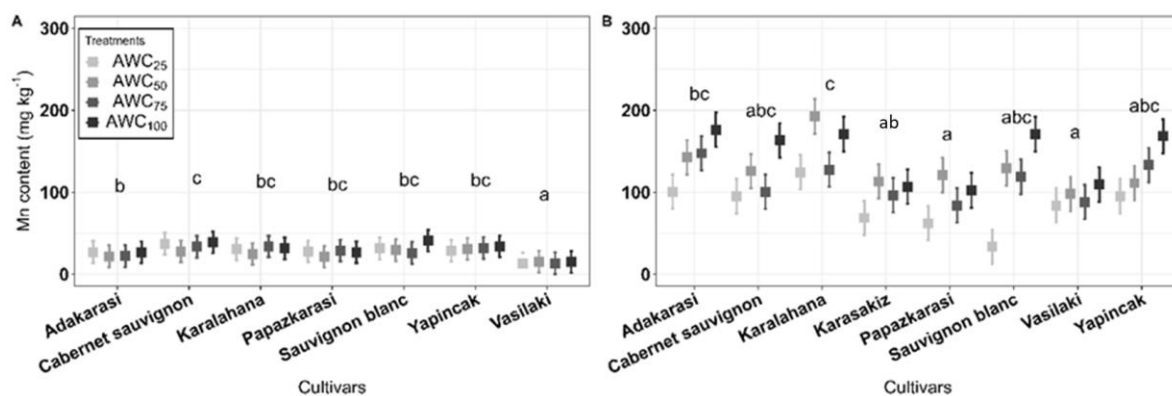 A
Mn content (mg kg⁻¹)
300
200
100
0
Treatments
AWC₂₅
AWC₅₀
AWC₇₅
AWC₁₀₀
b c bc bc bc bc a
Adakarasi Cabernet sauvignon Karalahana Papazkarasi Sauvignon blanc Yapincak Vasilaki
Cultivars
B
300
200
100
0
bc abc c ab a abc a abc
Adakarasi Cabernet sauvignon Karalahana Karasakiz Papazkarasi Sauvignon blanc Vasilaki Yapincak
Cultivars